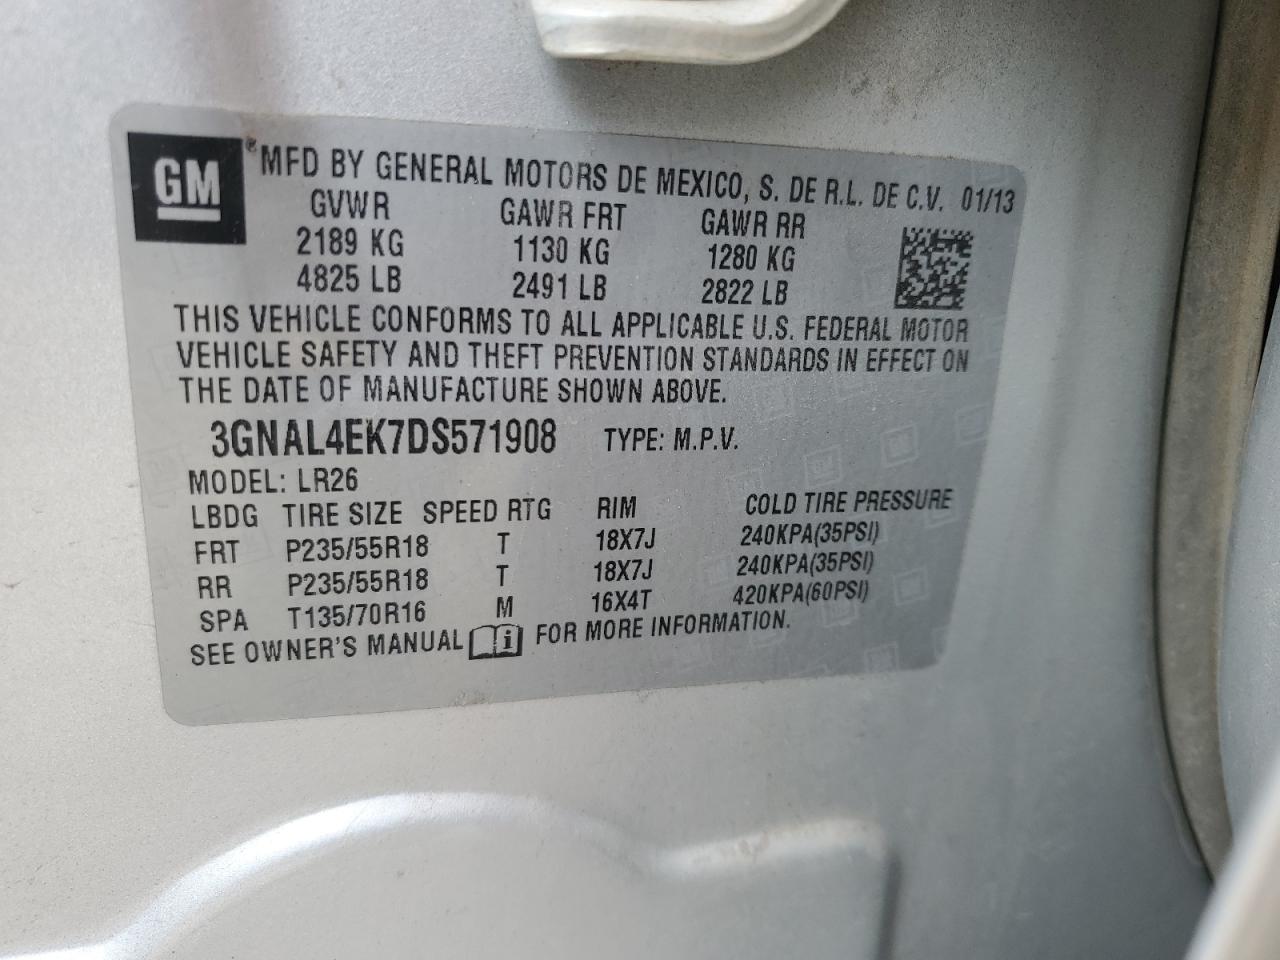 GM ® MFD BY GENERAL MOTORS DE MEXICO, S. DE R.L. DE C.V. 01/13
GVWR GAWR FRT GAWR RR
2189 KG 1130 KG 1280 KG
4825 LB 2491 LB 2822 LB
THIS VEHICLE CONFORMS TO ALL APPLICABLE U.S. FEDERAL MOTOR
VEHICLE SAFETY AND THEFT PREVENTION STANDARDS IN EFFECT ON
THE DATE OF MANUFACTURE SHOWN ABOVE.
3GNAL4EK7DS571908 TYPE: M.P.V.
MODEL: LR26
LBDG TIRE SIZE SPEED RTG RIM COLD TIRE PRESSURE
FRT P235/55R18 T 18X7J 240KPA(35PSI)
RR P235/55R18 T 18X7J 240KPA(35PSI)
SPA T135/70R16 M 16X4T 420KPA(60PSI)
SEE OWNER'S MANUAL i FOR MORE INFORMATION.